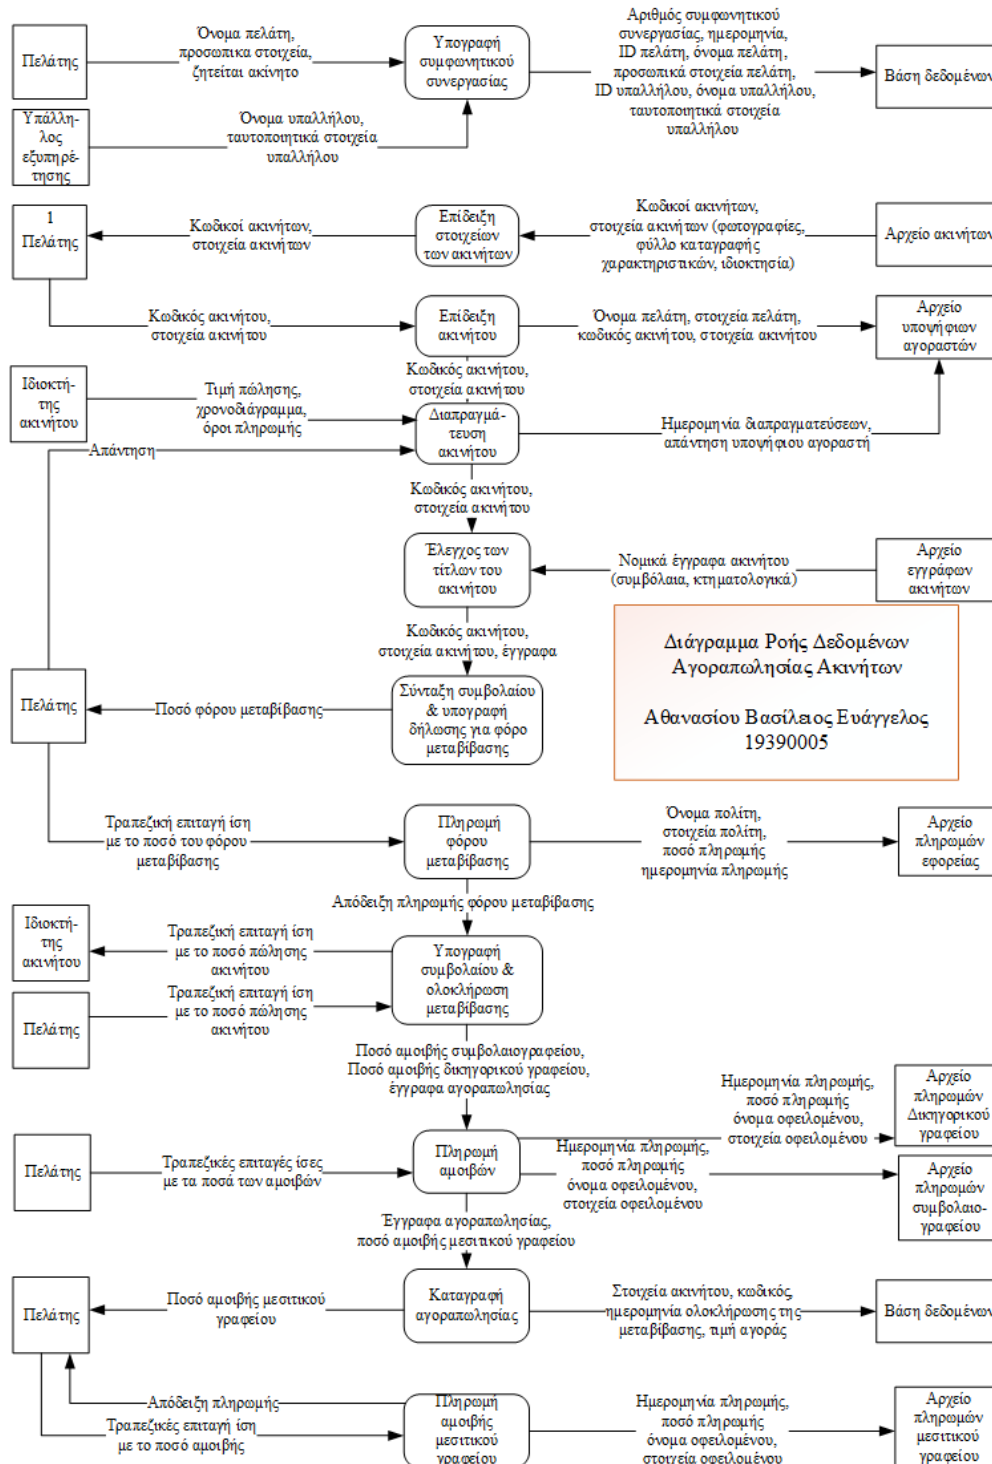 Πελάτης
Όνομα πελάτη,
προσωπικα στοιχεία,
ζητείται ακίνητο
Υπογραφή
συμφωνητικού
συνεργασίας
Αριθμός συμφωνητικού
συνεργασίας, ημερομηνία,
ID πελάτη, όνομα πελάτη,
προσωπικά στοιχεία πελάτη,
ID υπαλλήλου, όνομα υπαλλήλου,
ταυτοποιητικά στοιχεία
υπαλλήλου
Βάση δεδομένων
Υπάλλη-
λος
εξυπηρέ-
τησης
Όνομα υπαλλήλου,
ταυτοποιητικά στοιχεία
υπαλλήλου
1
Πελάτης
Κωδικοί ακινήτων,
στοιχεία ακινήτων
Επίδειξη
στοιχείων
των ακινήτων
Κωδικοί ακινήτων,
στοιχεία ακινήτων (φωτογραφίες,
φύλλο καταγραφής
χαρακτηριστικών, ιδιοκτησία)
Αρχείο ακινήτων
Κωδικός ακινήτου,
στοιχεία ακινήτου
Επίδειξη
ακινήτου
Όνομα πελάτη, στοιχεία πελάτη,
κωδικός ακινήτου, στοιχεία ακινήτου
Αρχείο
υποψήφιων
αγοραστών
Κωδικός ακινήτου,
στοιχεία ακινήτου
Ιδιοκτή-
της
ακινήτου
Τιμή πώλησης,
χρονοδιάγραμμα,
όροι πληρωμής
Διαπραγμά-
τευση
ακινήτου
Ημερομηνία διαπραγματεύσεων,
απάντηση υποψήφιου αγοραστή
Απάντηση
Κωδικός ακινήτου,
στοιχεία ακινήτου
Έλεγχος των
τίτλων του
ακινήτου
Νομικά έγγραφα ακινήτου
(συμβόλαια, κτηματολογικά)
Αρχείο
εγγράφων
ακινήτων
Κωδικός ακινήτου,
στοιχεία ακινήτου, έγγραφα
Διάγραμμα Ροής Δεδομένων
Αγοραπωλησίας Ακινήτων
Αθανασίου Βασίλειος Ευάγγελος
19390005
Πελάτης
Ποσό φόρου μεταβίβασης
Σύνταξη συμβολαίου
& υπογραφή
δήλωσης για φόρο
μεταβίβασης
Τραπεζική επιταγή ίση
με το ποσό του φόρου
μεταβίβασης
Πληρωμή
φόρου
μεταβίβασης
Όνομα πολίτη,
στοιχεία πολίτη,
ποσό πληρωμής
ημερομηνία πληρωμής
Αρχείο
πληρωμών
εφορείας
Απόδειξη πληρωμής φόρου μεταβίβασης
Ιδιοκτή-
της
ακινήτου
Τραπεζική επιταγή ίση
με το ποσό πώλησης
ακινήτου
Υπογραφή
συμβολαίου &
ολοκλήρωση
μεταβίβασης
Πελάτης
Τραπεζική επιταγή ίση
με το ποσό πώλησης
ακινήτου
Ποσό αμοιβής συμβολαιογραφείου,
Ποσό αμοιβής δικηγορικού γραφείου,
έγγραφα αγοραπωλησίας
Ημερομηνία πληρωμής,
ποσό πληρωμής
όνομα οφειλομένου,
στοιχεία οφειλομένου
Αρχείο
πληρωμών
Δικηγορικού
γραφείου
Πελάτης
Τραπεζικές επιταγές ίσες
με τα ποσά των αμοιβών
Πληρωμή
αμοιβών
Ημερομηνία πληρωμής,
ποσό πληρωμής
όνομα οφειλομένου,
στοιχεία οφειλομένου
Αρχείο
πληρωμών
συμβολαιο-
γραφείου
Έγγραφα αγοραπωλησίας,
ποσό αμοιβής μεσιτικού γραφείου
Πελάτης
Ποσό αμοιβής μεσιτικού
γραφείου
Καταγραφή
αγοραπωλησίας
Στοιχεία ακινήτου, κωδικός,
ημερομηνία ολοκλήρωσης της
μεταβίβασης, τιμή αγοράς
Βάση δεδομένων
Απόδειξη πληρωμής
Τραπεζικές επιταγή ίση
με το ποσό αμοιβής
Πληρωμή
αμοιβής
μεσιτικού
γραφείου
Ημερομηνία πληρωμής,
ποσό πληρωμής
όνομα οφειλομένου,
στοιχεία οφειλομένου
Αρχείο
πληρωμών
μεσιτικού
γραφείου